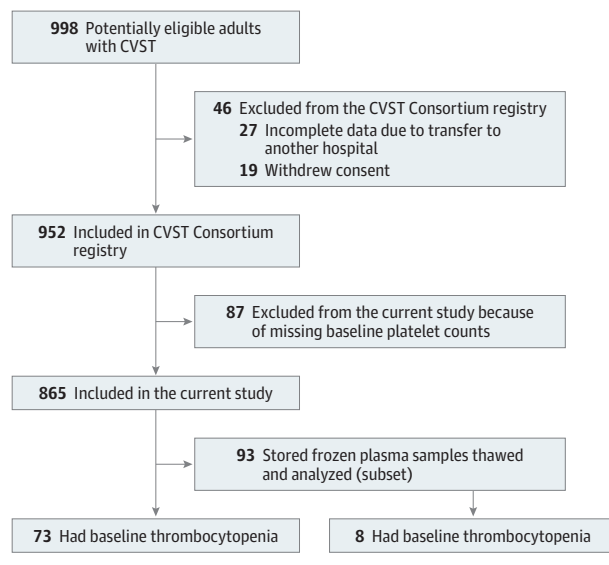 998 Potentially eligible adults
with CVST
46 Excluded from the CVST Consortium registry
27 Incomplete data due to transfer to
another hospital
19 Withdrew consent
952 Included in CVST Consortium
registry
87 Excluded from the current study because
of missing baseline platelet counts
865 Included in the current study
93 Stored frozen plasma samples thawed
and analyzed (subset)
73 Had baseline thrombocytopenia
8 Had baseline thrombocytopenia